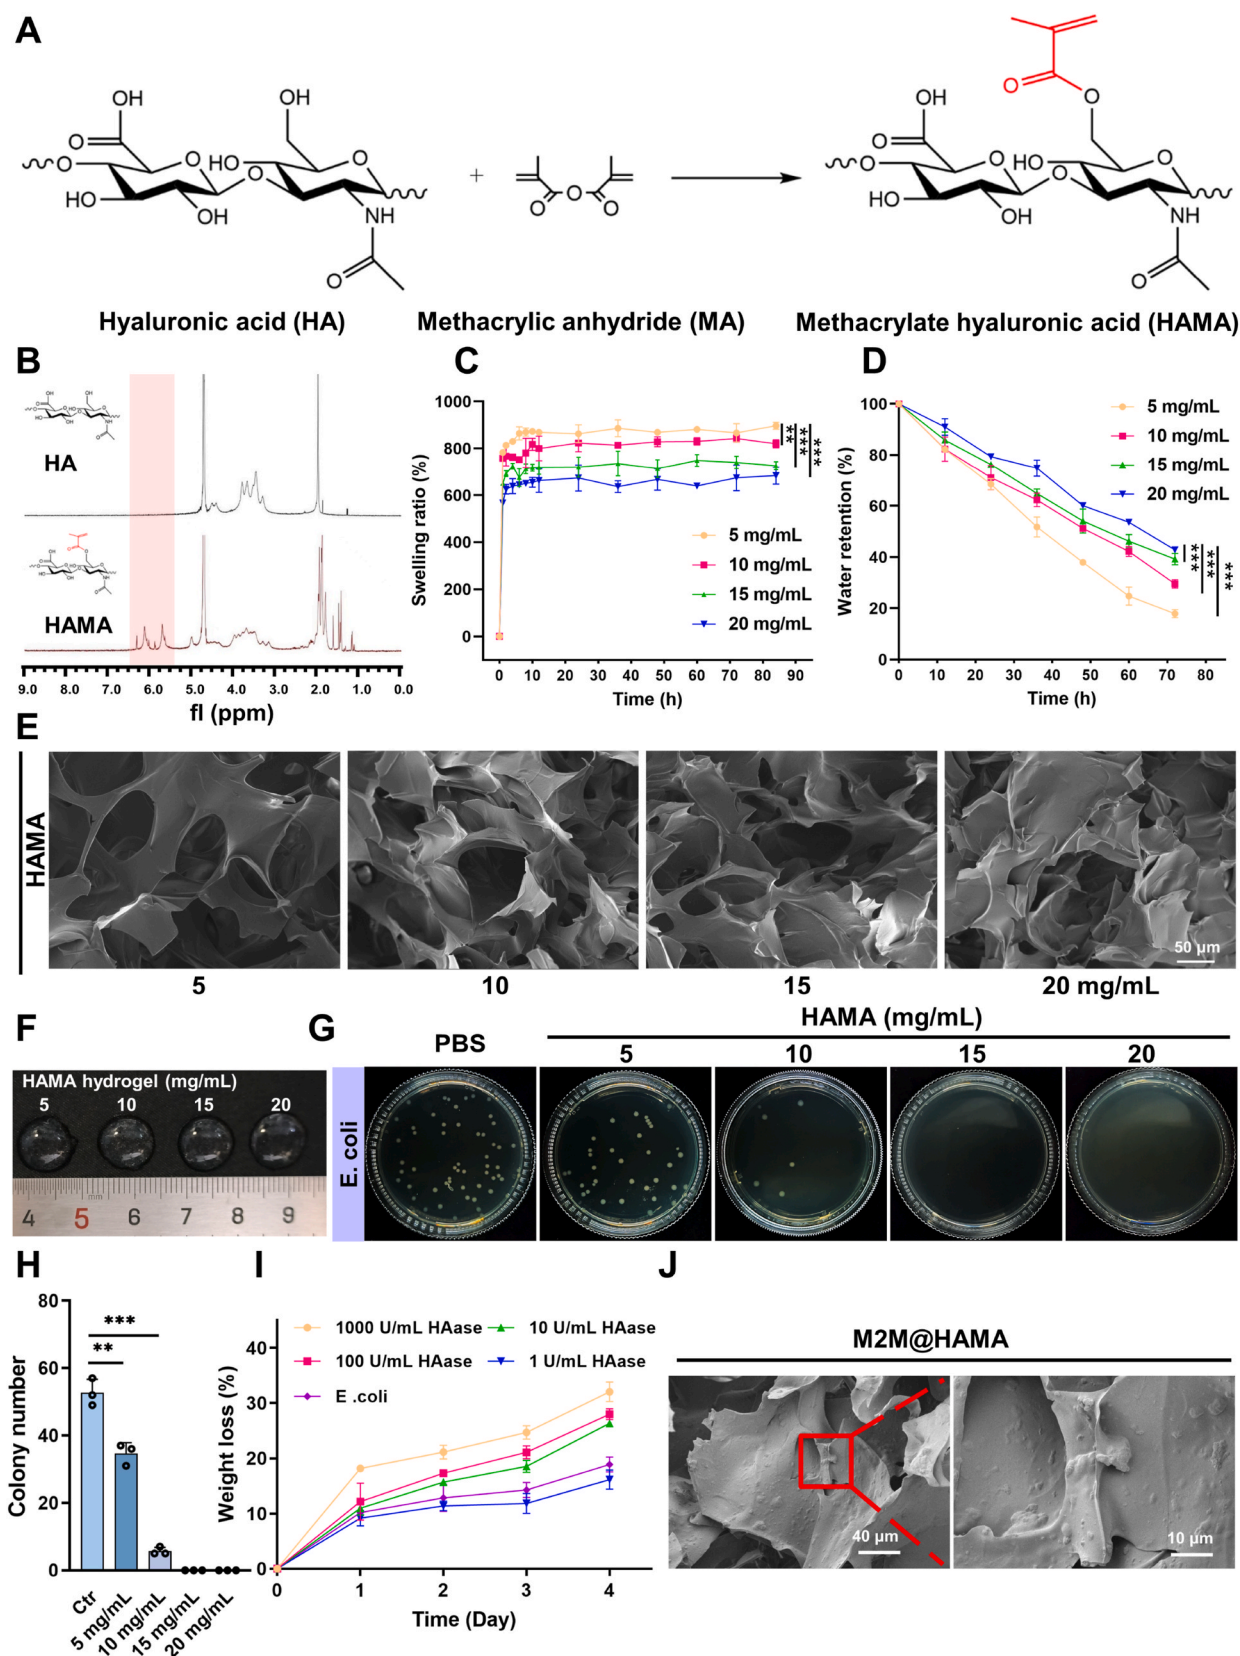 A
OH
O
O
HO
OH
O
O
OH
HO
O
NH
O
+
O
O
O
O
O
OH
O
O
HO
OH
O
O
O
HO
O
NH
O
Hyaluronic acid (HA)
Methacrylic anhydride (MA)
Methacrylate hyaluronic acid (HAMA)
B
HA
HAMA
9.0 8.0 7.0 6.0 5.0 4.0 3.0 2.0 1.0 0.0
fl (ppm)
C
Swelling ratio (%)
1000
800
600
400
200
0
5 mg/mL
10 mg/mL
15 mg/mL
20 mg/mL
**
***
***
0 10 20 30 40 50 60 70 80 90
Time (h)
D
Water retention (%)
100
80
60
40
20
0
5 mg/mL
10 mg/mL
15 mg/mL
20 mg/mL
***
***
***
0 10 20 30 40 50 60 70 80
Time (h)
E
HAMA
50 µm
5
10
15
20 mg/mL
F
HAMA hydrogel (mg/mL)
5 10 15 20
mm
4 5 6 7 8 9
G
HAMA (mg/mL)
PBS
5 10 15 20
E. coli
H
Colony number
80
60
40
20
0
***
**
Ctr
5 mg/mL
10 mg/mL
15 mg/mL
20 mg/mL
I
Weight loss (%)
40
30
20
10
0
1000 U/mL HAase
10 U/mL HAase
100 U/mL HAase
1 U/mL HAase
E .coli
0 1 2 3 4
Time (Day)
J
M2M@HAMA
40 µm
10 µm